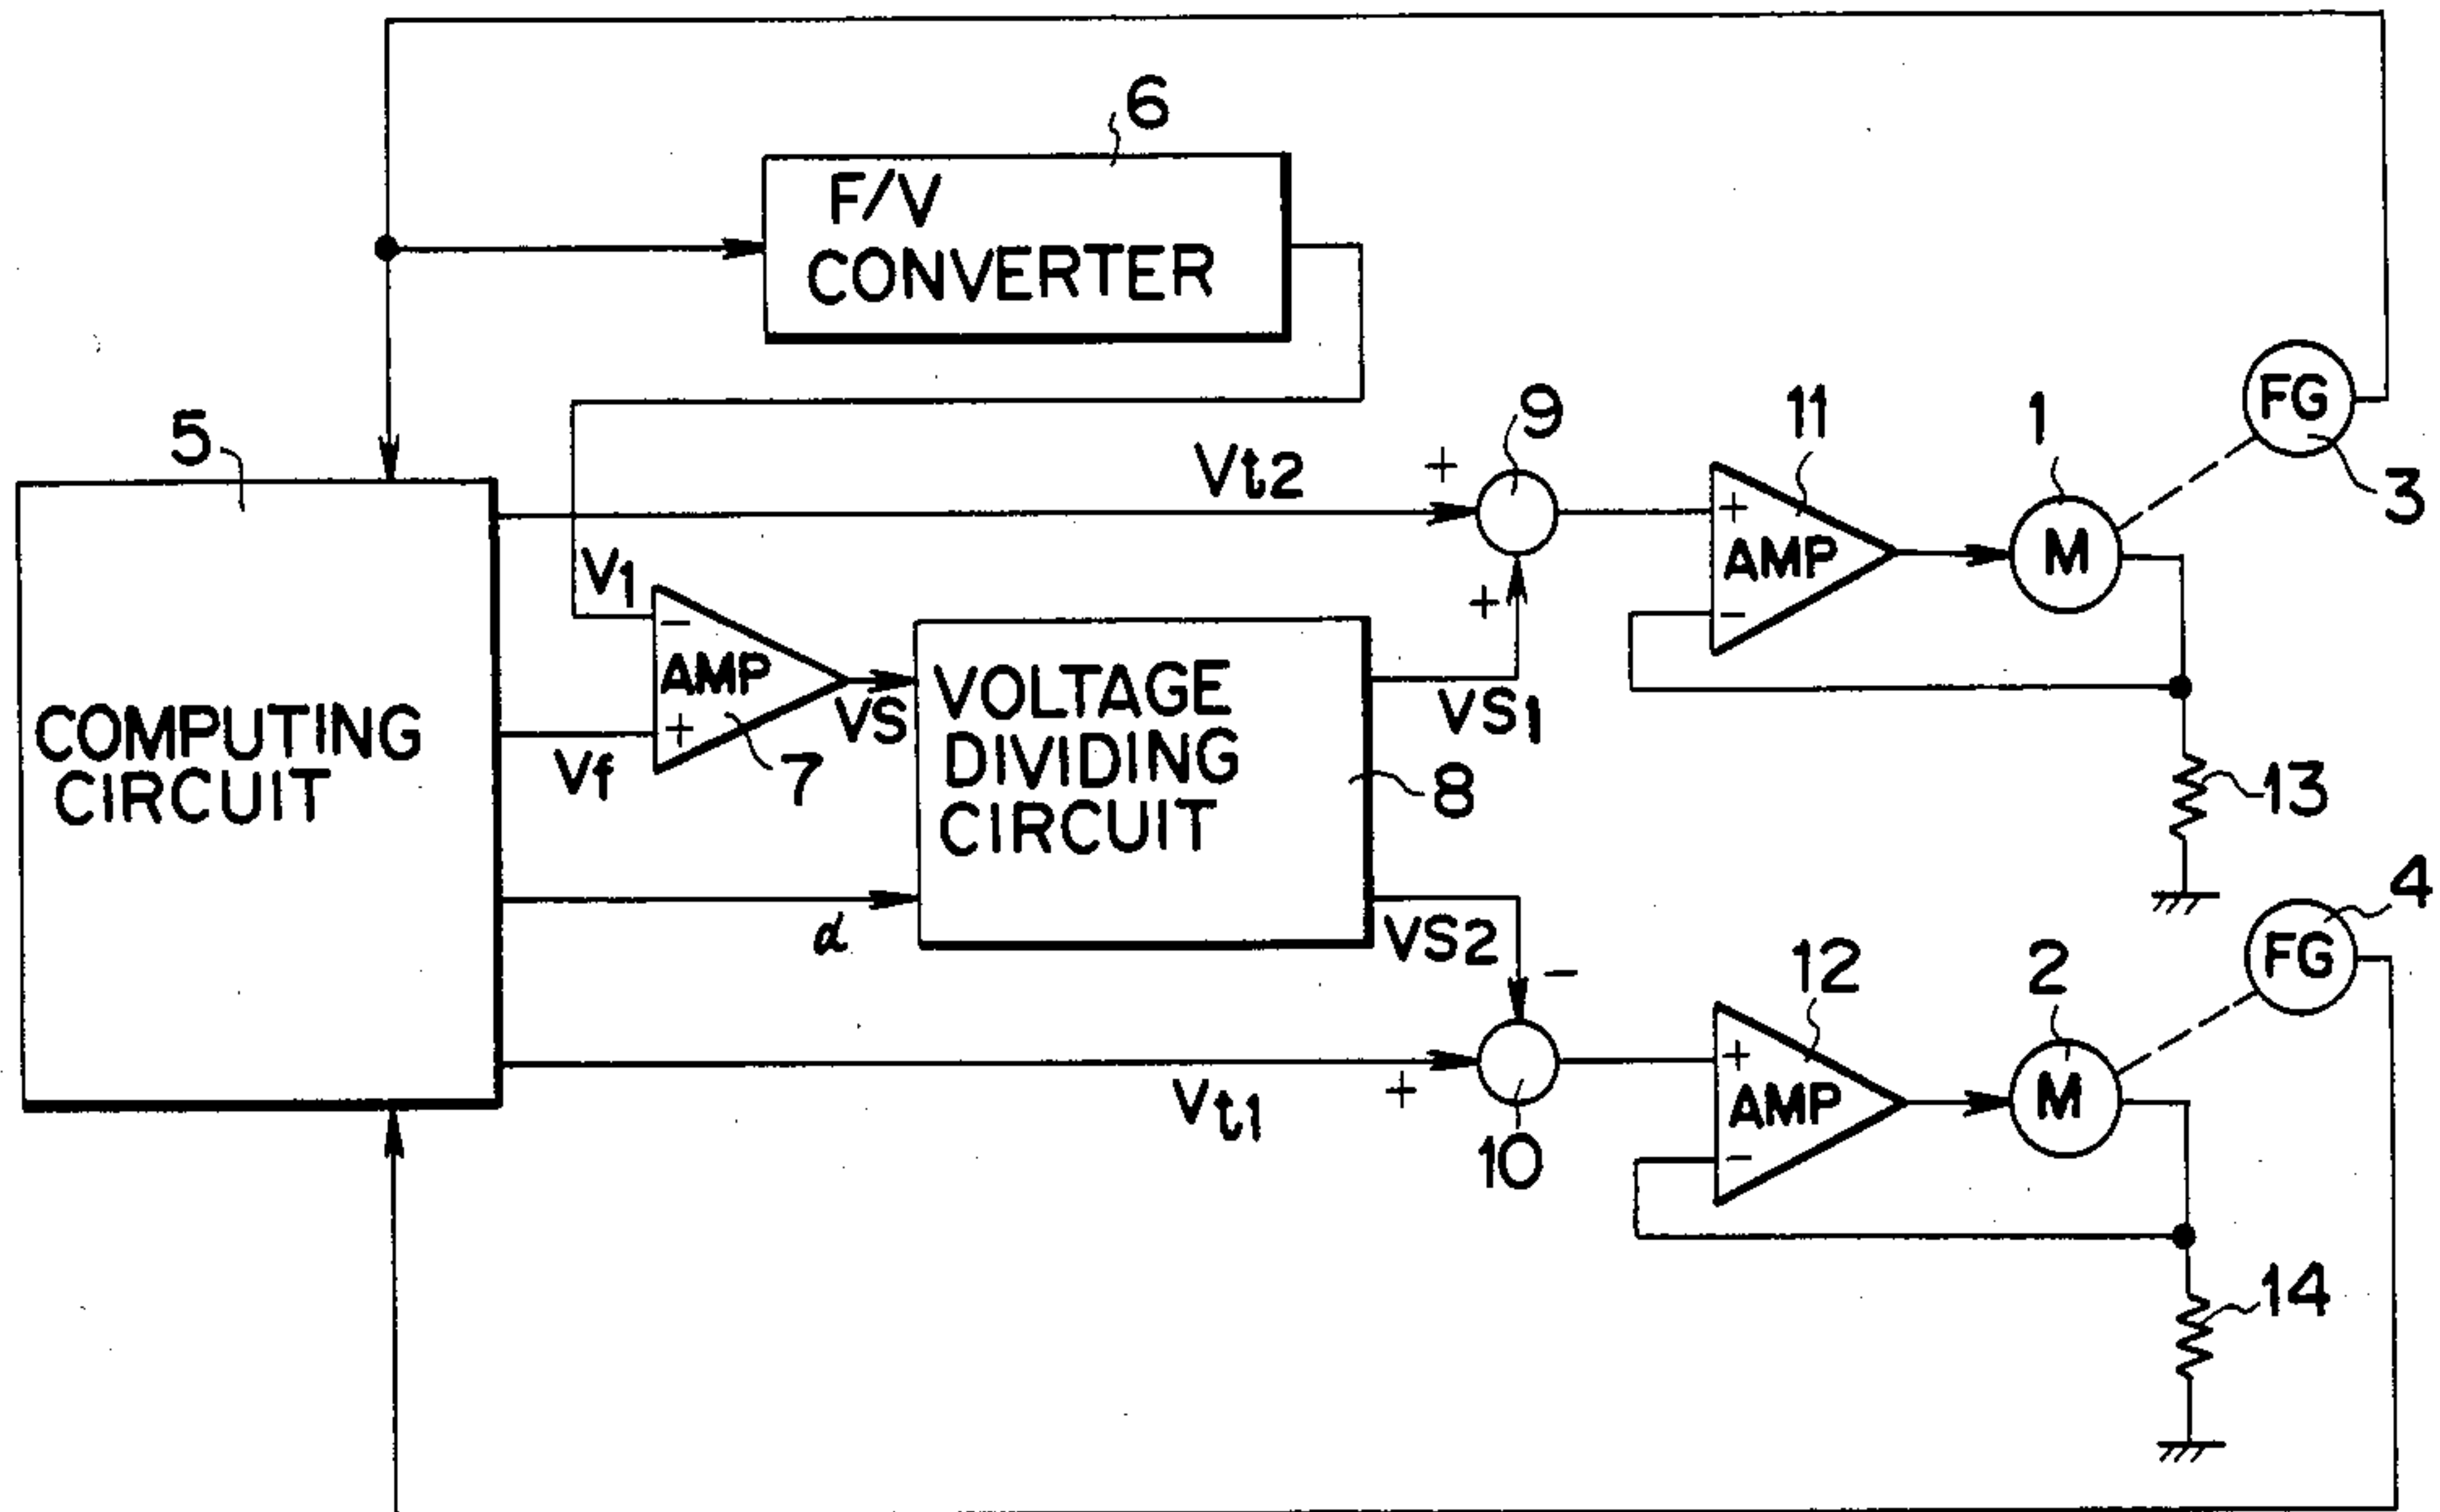 6
F/V
CONVERTER
5
9
11
1
FG
3
Vt2
+
+
M
V1
+
AMP
-
-
AMP
+
VS
VOLTAGE
DIVIDING
CIRCUIT
VS1
COMPUTING
CIRCUIT
Vf
7
8
13
α
VS2
-
12
2
4
FG
Vt1
+
10
+
AMP
-
M
14